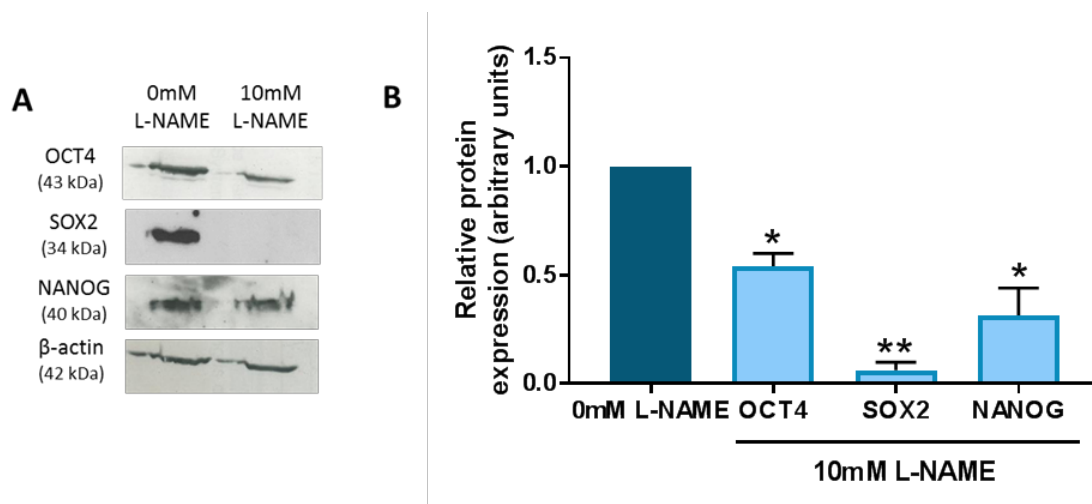 A
0mM
L-NAME
10mM
L-NAME
OCT4
(43 kDa)
SOX2
(34 kDa)
NANOG
(40 kDa)
β-actin
(42 kDa)
B
Relative protein
expression (arbitrary units)
1.5
1.0
0.5
0.0
*
**
*
0mM L-NAME OCT4 SOX2 NANOG
10mM L-NAME